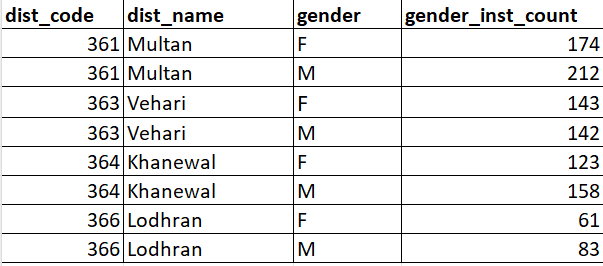 dist_code dist_name gender gender_inst_count
361 Multan F 174
361 Multan M 212
363 Vehari F 143
363 Vehari M 142
364 Khanewal F 123
364 Khanewal M 158
366 Lodhran F 61
366 Lodhran M 83